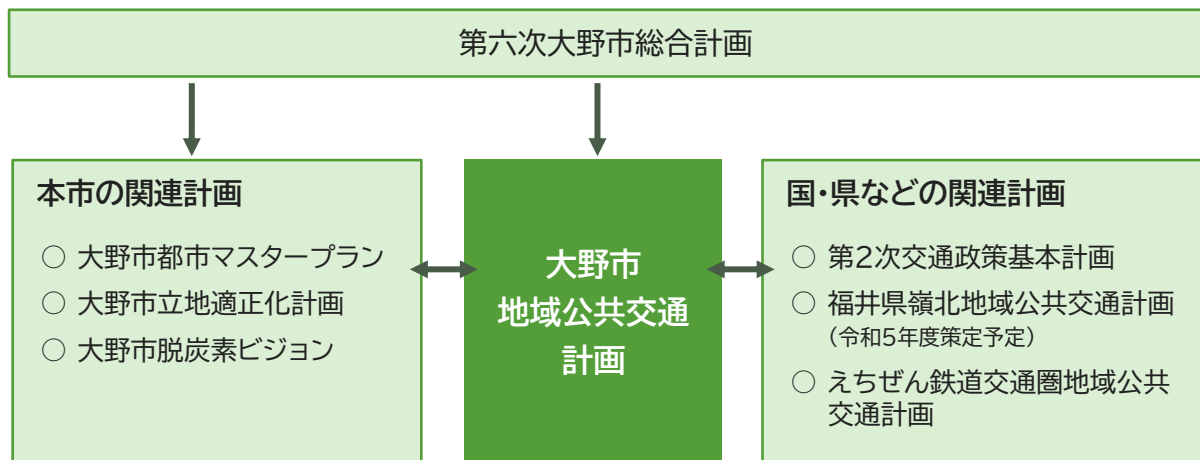 第六次大野市総合計画
本市の関連計画
○ 大野市都市マスタープラン
○ 大野市立地適正化計画
○ 大野市脱炭素ビジョン
大野市
地域公共交通
計画
国・県などの関連計画
○ 第2次交通政策基本計画
○ 福井県嶺北地域公共交通計画
（令和5年度策定予定）
○ えちぜん鉄道交通圏地域公共
交通計画